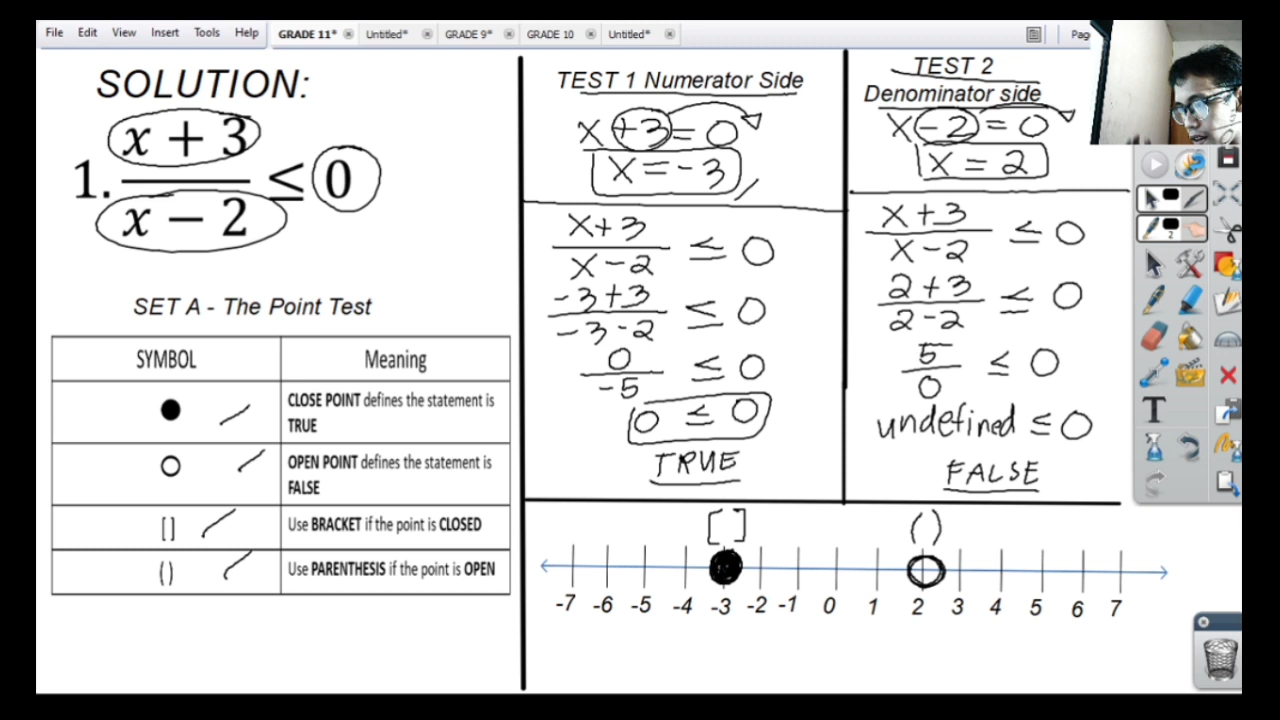 File Edit View Insert Tools Help
GRADE 11* Untitled* GRADE 9* GRADE 10 Untitled*
SOLUTION:
1. x + 3 / x − 2 ≤ 0
SET A - The Point Test
SYMBOL Meaning
● CLOSE POINT defines the statement is
TRUE
○ OPEN POINT defines the statement is
FALSE
[ ] Use BRACKET if the point is CLOSED
( ) Use PARENTHESIS if the point is OPEN
TEST 1 Numerator Side
x +3 = 0
x = -3
x+3 / x-2 ≤ 0
-3+3 / -3-2 ≤ 0
0 / -5 ≤ 0
0 ≤ 0
TRUE
TEST 2
Denominator side
x -2 = 0
x = 2
x+3 / x-2 ≤ 0
2+3 / 2-2 ≤ 0
5 / 0 ≤ 0
undefined ≤ 0
FALSE
[ ] ( )
-7 -6 -5 -4 -3 -2 -1 0 1 2 3 4 5 6 7
2
T